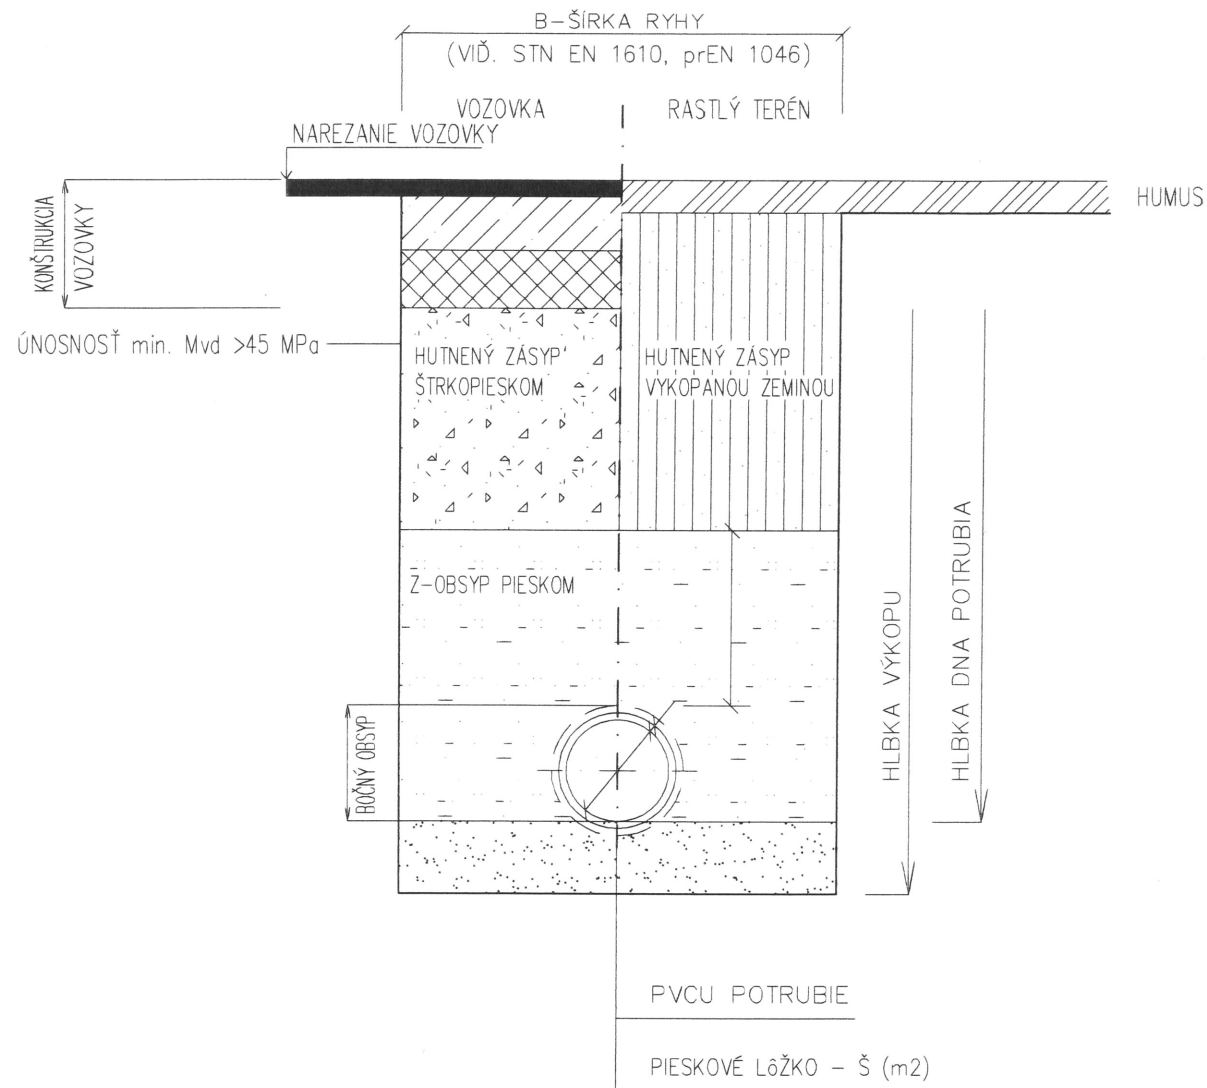 B-ŠÍRKA RYHY
(VIĎ. STN EN 1610, prEN 1046)
VOZOVKA
RASTLÝ TERÉN
NAREZANIE VOZOVKY
HUMUS
KONŠTRUKCIA
VOZOVKY
ÚNOSNOSŤ min. Mvd >45 MPa
HUTNENÝ ZÁSYP
ŠTRKOPIESKOM
HUTNENÝ ZÁSYP
VYKOPANOU ZEMINOU
Z-OBSYP PIESKOM
BOČNÝ OBSYP
HLBKA VÝKOPU
HLBKA DNA POTRUBIA
PVCU POTRUBIE
PIESKOVÉ LôŽKO - Š (m2)